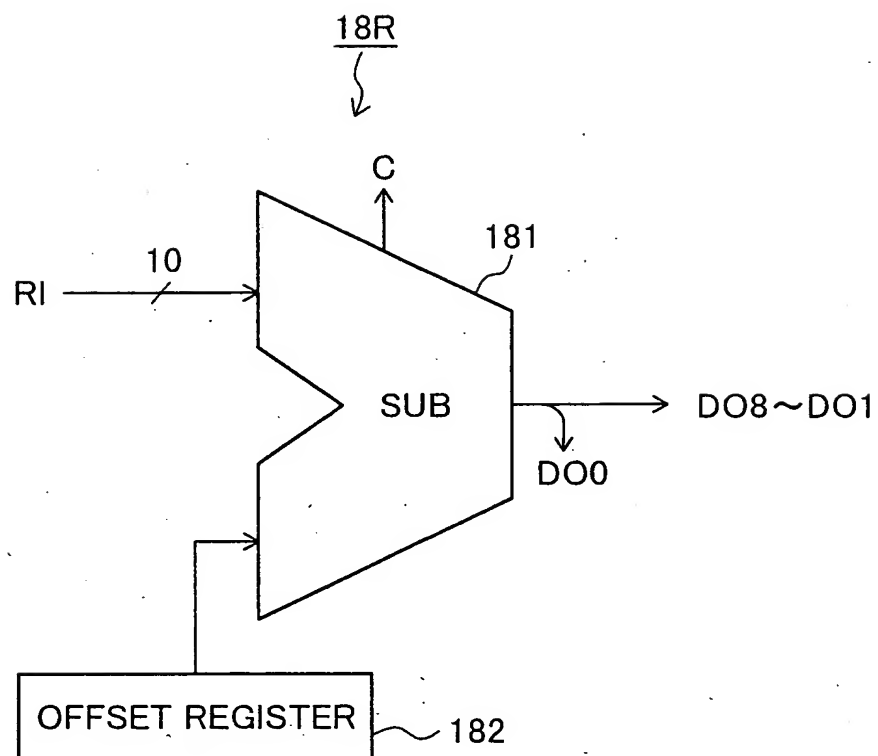 18R
C
181
10
RI
SUB
DO8～DO1
DO0
OFFSET REGISTER
182